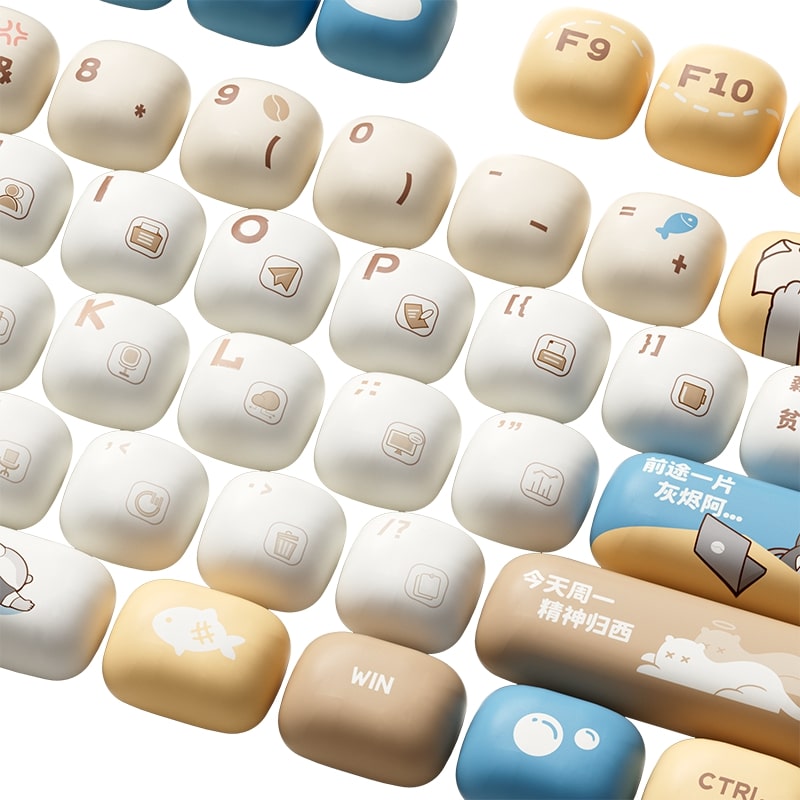 F9
F10
&
8
*
9
(
0
)
-
-
=
+
I
O
P
[{
}]
K
L
;:
'"
,<
.>
/?
前途一片
灰烬阿...
今天周一
精神归西
WIN
CTRL